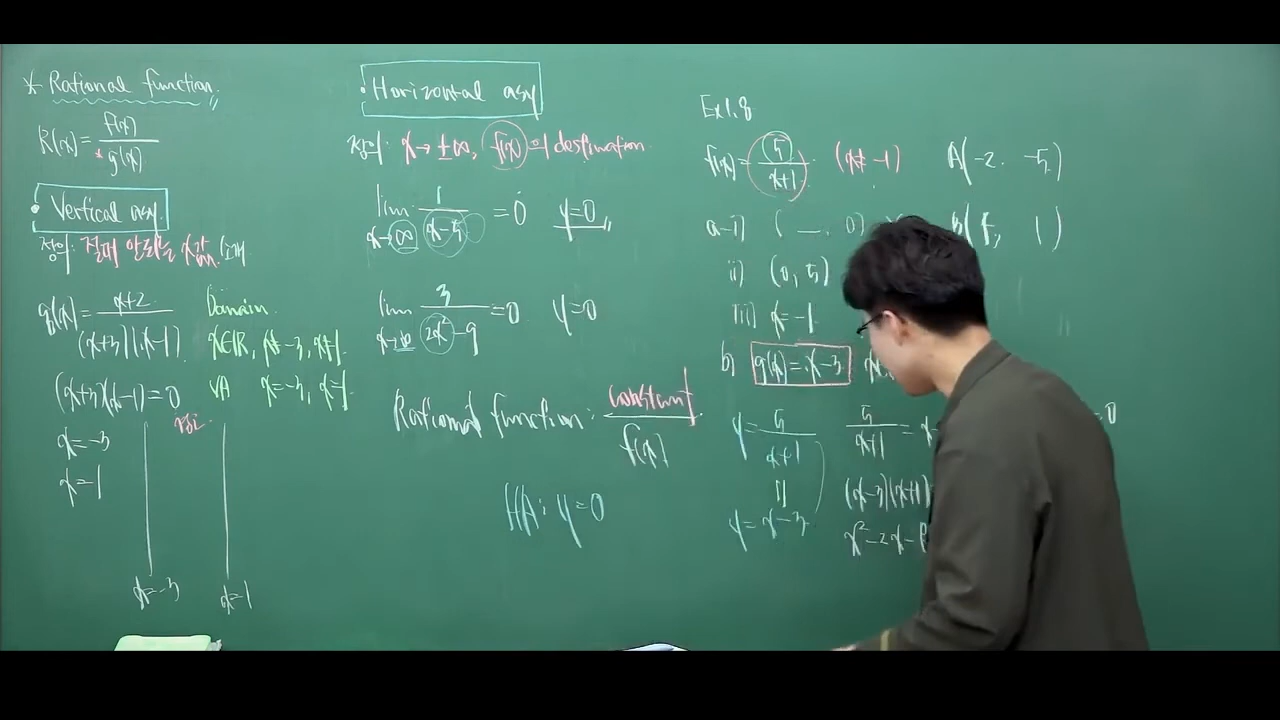 * Rational function.
R(x) = f(x) / g(x)
• Vertical asy.
정의: 절대 안되는 x값
g(x) = x+2 / (x+3)(x-1)
Domain.
x∈R, x≠-3, x≠1.
(x+3)(x-1)=0
VA x=-3, x=1.
x=-3
x=1
x=-3
x=1
• Horizontal asy
정의: x→±∞, f(x)의 destination.
lim x→∞ 1 / x-5 = 0 y=0
lim x→∞ 3 / 2x²-9 = 0 y=0
Rational function: constant / f(x)
HA: y=0
Ex1.8
f(x) = 5 / x+1 (x≠-1)
A(-2, -5)
a-i) ( — . 0)
B( , 1)
ii) (0, 5)
iii) x=-1
b) g(x)=x-3
y = 5 / x+1
5 / x+1 = x
=0
(x-3)(x+1)
y=x-3
x²-2x-8